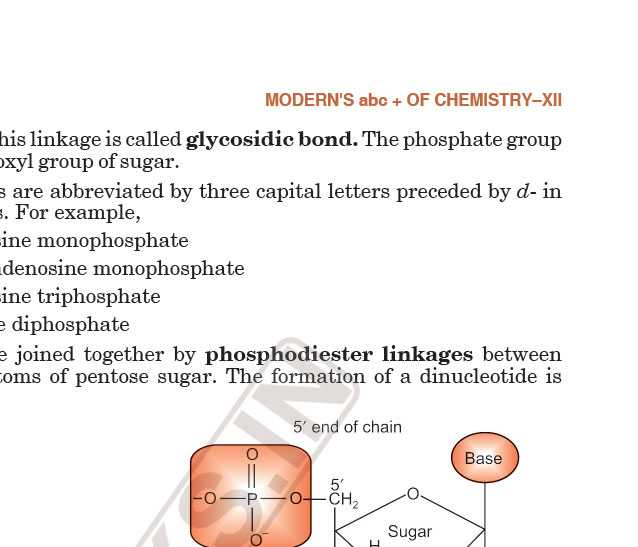 MODERN'S abc + OF CHEMISTRY–XII
his linkage is called glycosidic bond. The phosphate group
oxyl group of sugar.
s are abbreviated by three capital letters preceded by d- in
s. For example,
sine monophosphate
adenosine monophosphate
sine triphosphate
e diphosphate
e joined together by phosphodiester linkages between
toms of pentose sugar. The formation of a dinucleotide is
5′ end of chain
Base
O
–O–P–O–CH₂
5′
O
Sugar
O⁻
H
KS.IN